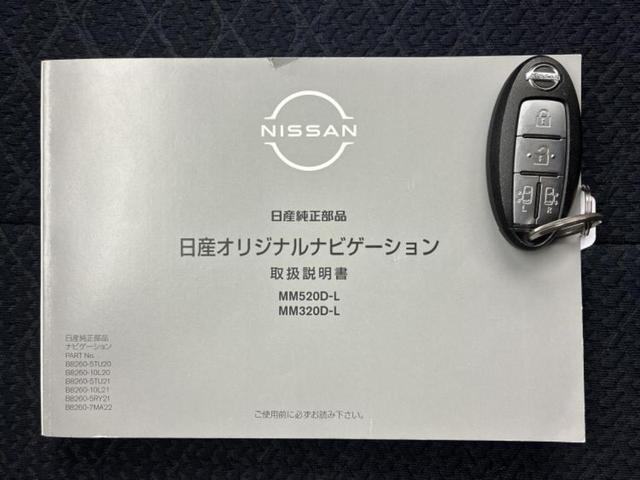 NISSAN
日産純正部品
日産オリジナルナビゲーション
取扱説明書
MM520D-L
MM320D-L
日産純正部品
ナビゲーション
PART No.
B8260-5TU20
B8260-10L20
B8260-5TU21
B8260-10L21
B8260-5RY21
B8260-7MA22
ご使用前に必ずお読み下さい。
NISSAN
L
R